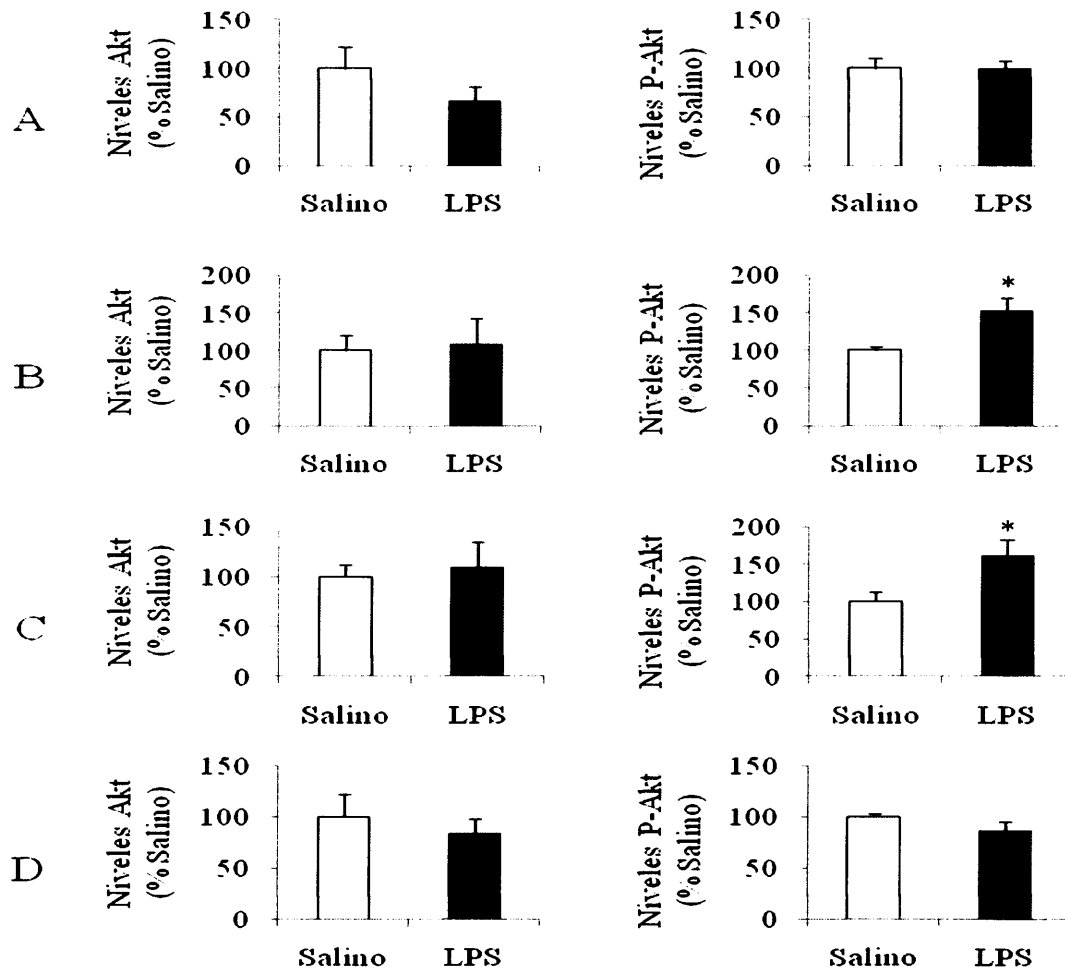 A
Niveles Akt
(% Salino)
150
100
50
0
Salino LPS
Niveles P-Akt
(% Salino)
150
100
50
0
Salino LPS
B
Niveles Akt
(% Salino)
200
150
100
50
0
Salino LPS
Niveles P-Akt
(% Salino)
200
150
100
50
0
*
Salino LPS
C
Niveles Akt
(% Salino)
150
100
50
0
Salino LPS
Niveles P-Akt
(% Salino)
200
150
100
50
0
*
Salino LPS
D
Niveles Akt
(% Salino)
150
100
50
0
Salino LPS
Niveles P-Akt
(% Salino)
150
100
50
0
Salino LPS